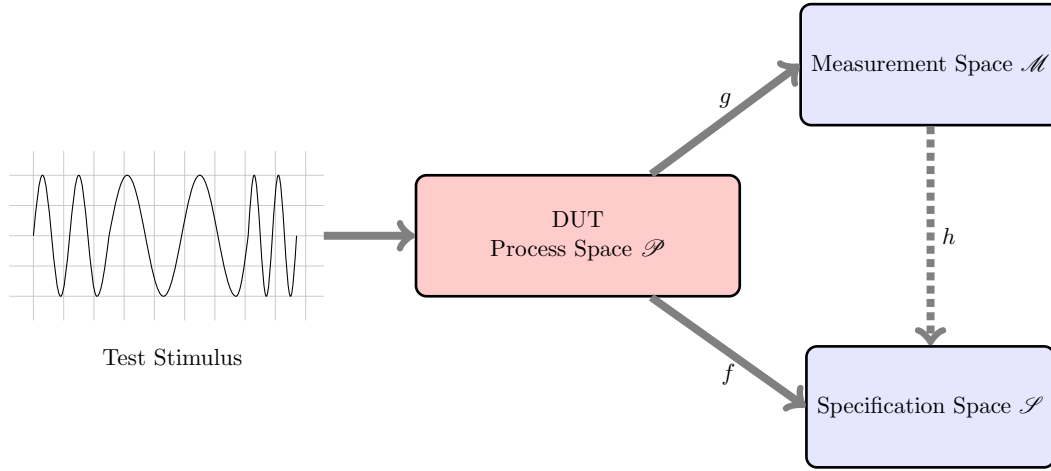 Measurement Space ℳ
g
DUT
Process Space 𝒫
h
Test Stimulus
f
Specification Space 𝒮